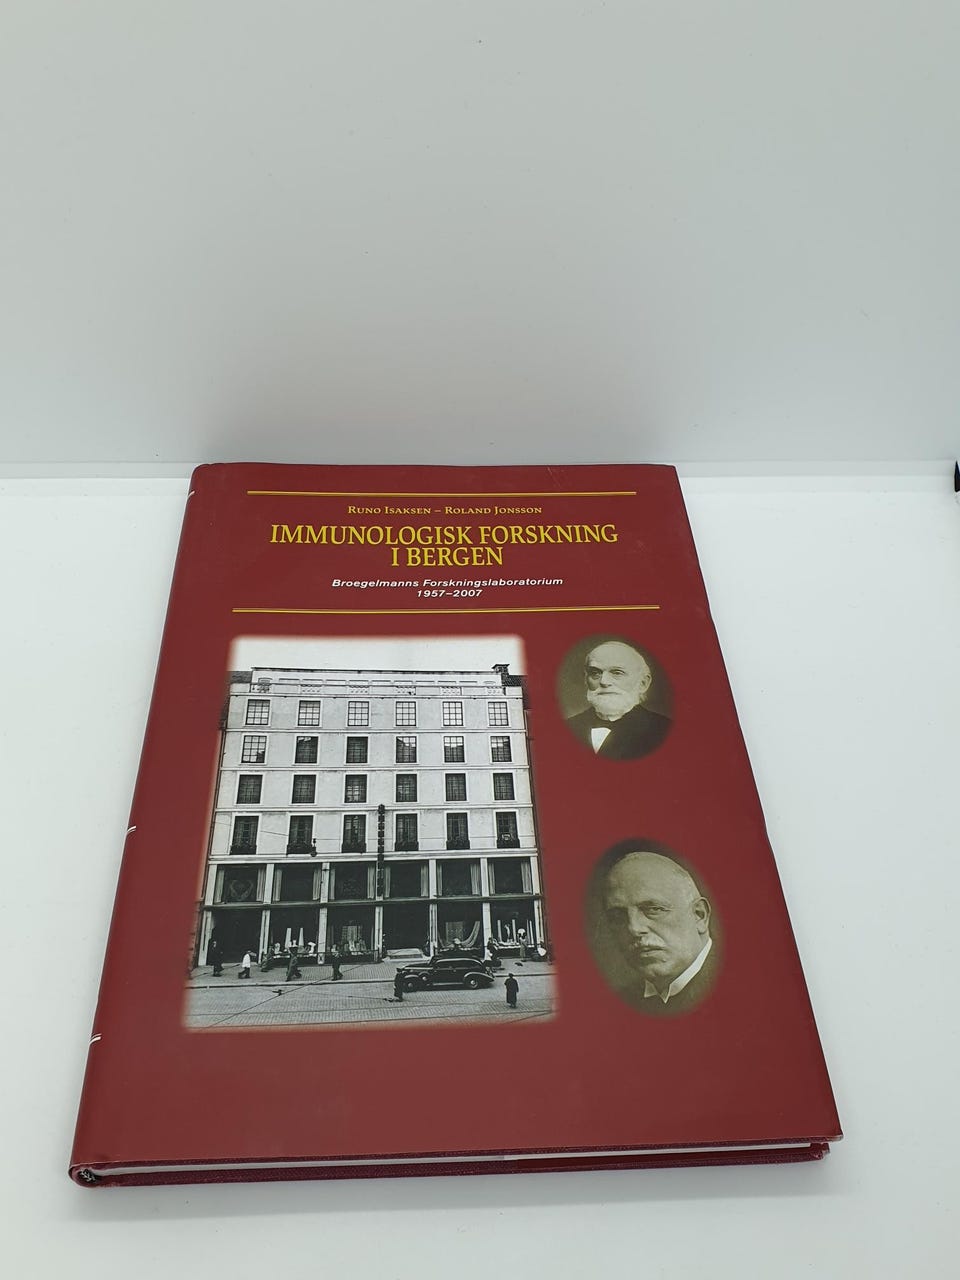 RUNO ISAKSEN – ROLAND JONSSON
IMMUNOLOGISK FORSKNING
I BERGEN
Broegelmanns Forskningslaboratorium
1957–2007